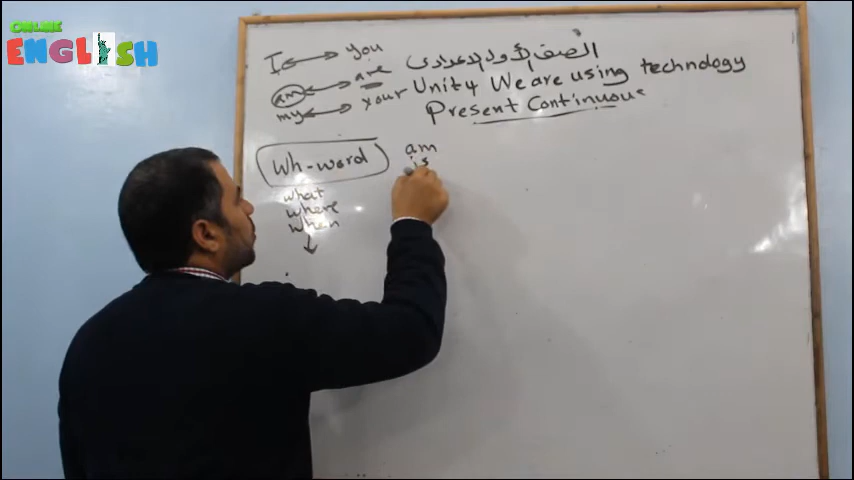 ONLINE
ENGLISH
I ↔ you
am ↔ are
my ↔ your
الصف الأول الإعدادى
Unit 4 We are using technology
Present Continuous
Wh-word
what
where
when
am
is